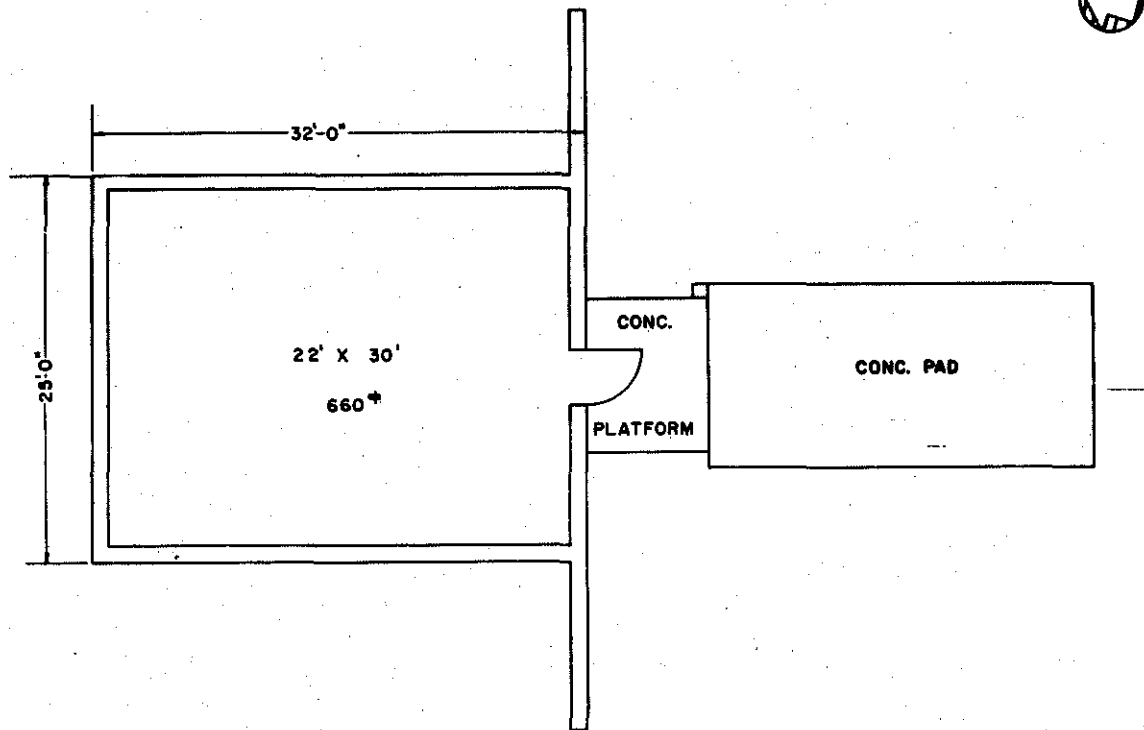 32'-0"
25'-0"
22' X 30'
660⌖
CONC.
PLATFORM
CONC. PAD